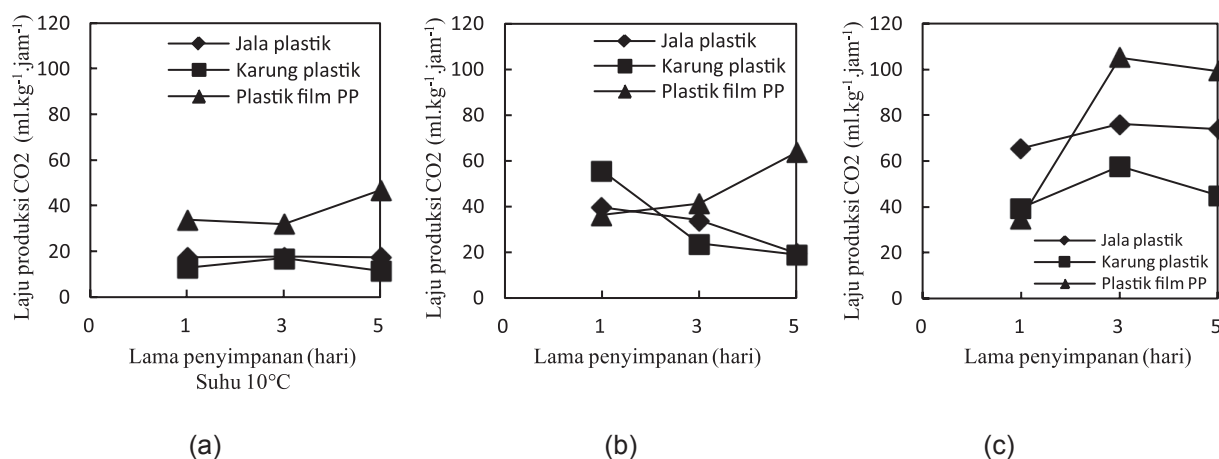 120
100
80
60
40
20
0
Laju produksi CO2 (ml.kg⁻¹.jam⁻¹)
Jala plastik
Karung plastik
Plastik film PP
0 1 3 5
Lama penyimpanan (hari)
Suhu 10°C
(a)
120
100
80
60
40
20
0
Laju produksi CO2 (ml.kg⁻¹.jam⁻¹)
Jala plastik
Karung plastik
Plastik film PP
0 1 3 5
Lama penyimpanan (hari)
(b)
120
100
80
60
40
20
0
Laju produksi CO2 (ml.kg⁻¹.jam⁻¹)
Jala plastik
Karung plastik
Plastik film PP
0 1 3 5
Lama penyimpanan (hari)
(c)